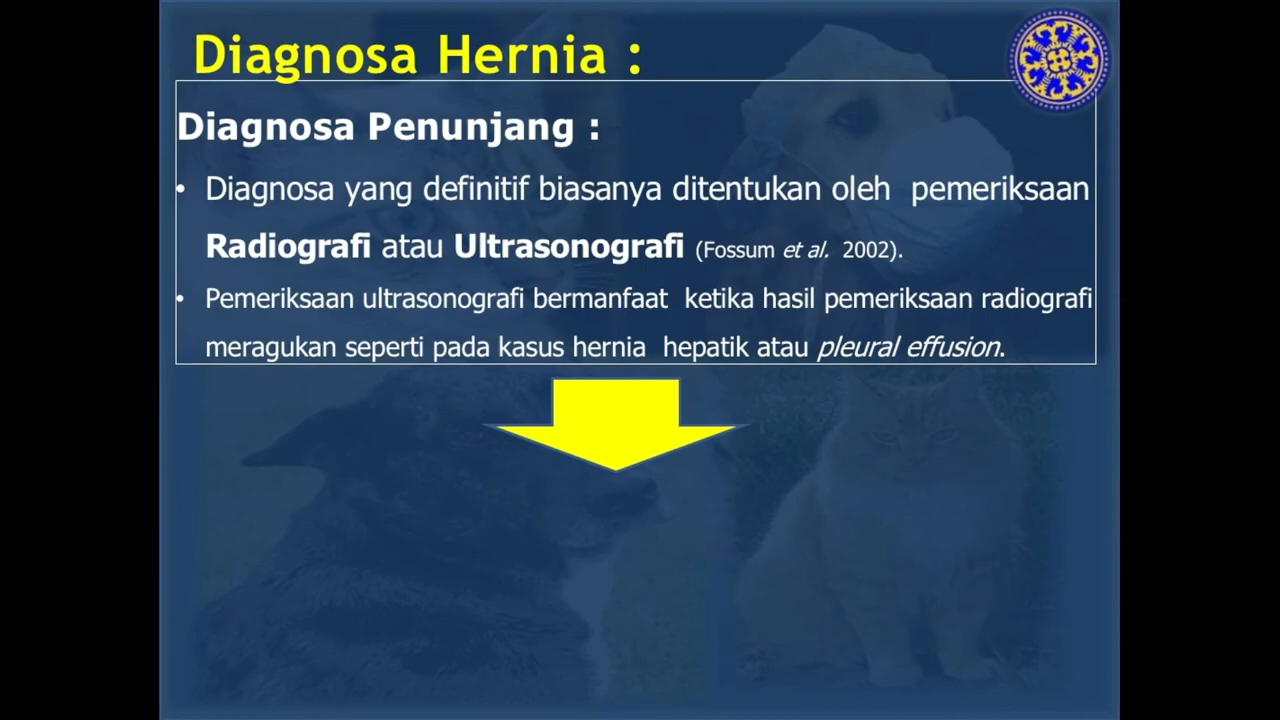 Diagnosa Hernia :
Diagnosa Penunjang :
• Diagnosa yang definitif biasanya ditentukan oleh pemeriksaan
Radiografi atau Ultrasonografi (Fossum et al. 2002).
• Pemeriksaan ultrasonografi bermanfaat ketika hasil pemeriksaan radiografi
meragukan seperti pada kasus hernia hepatik atau pleural effusion.